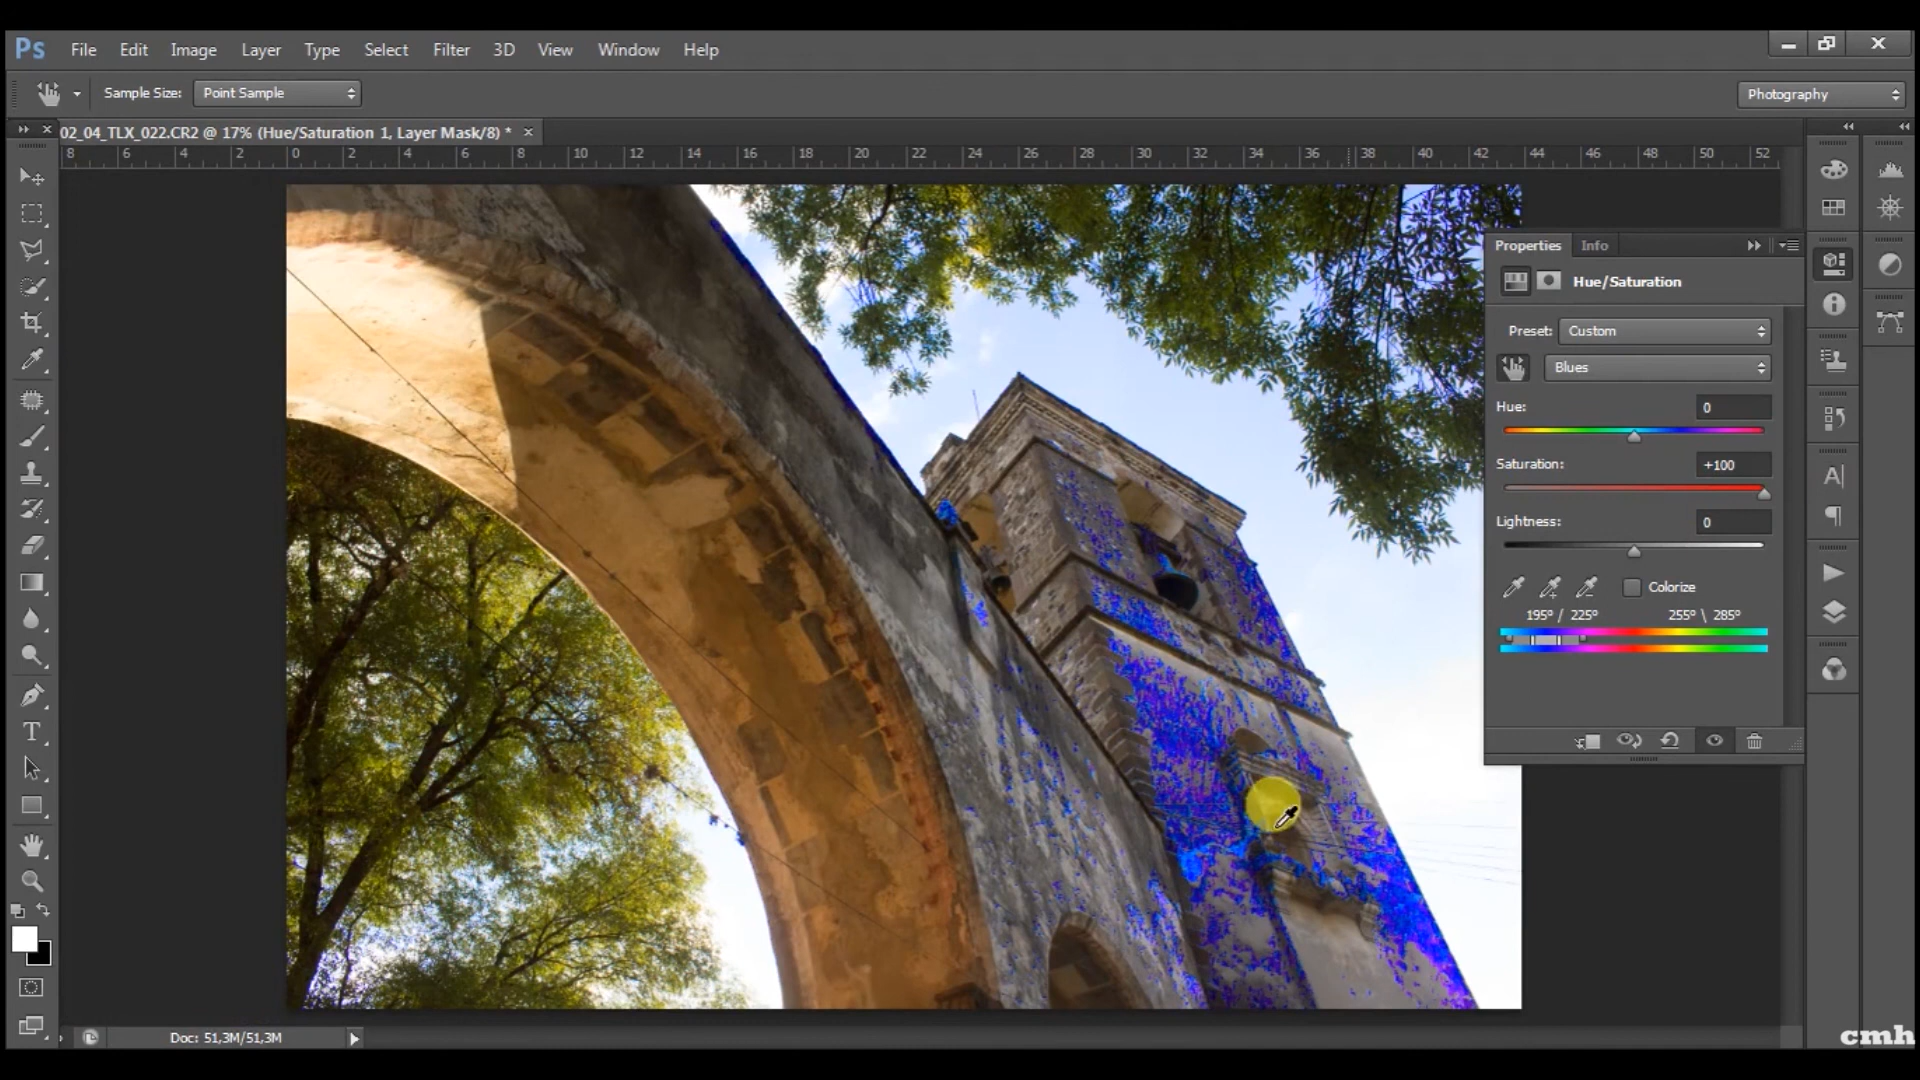 Ps File Edit Image Layer Type Select Filter 3D View Window Help
Sample Size: Point Sample Photography
02_04_TLX_022.CR2 @ 17% (Hue/Saturation 1, Layer Mask/8) * ×
8 6 4 2 0 2 4 6 8 10 12 14 16 18 20 22 24 26 28 30 32 34 36 38 40 42 44 46 48 50 52
Properties Info
Hue/Saturation
Preset: Custom
Blues
Hue: 0
Saturation: +100
Lightness: 0
Colorize
195º / 225º 255º \ 285º
Doc: 51,3M/51,3M
cmh